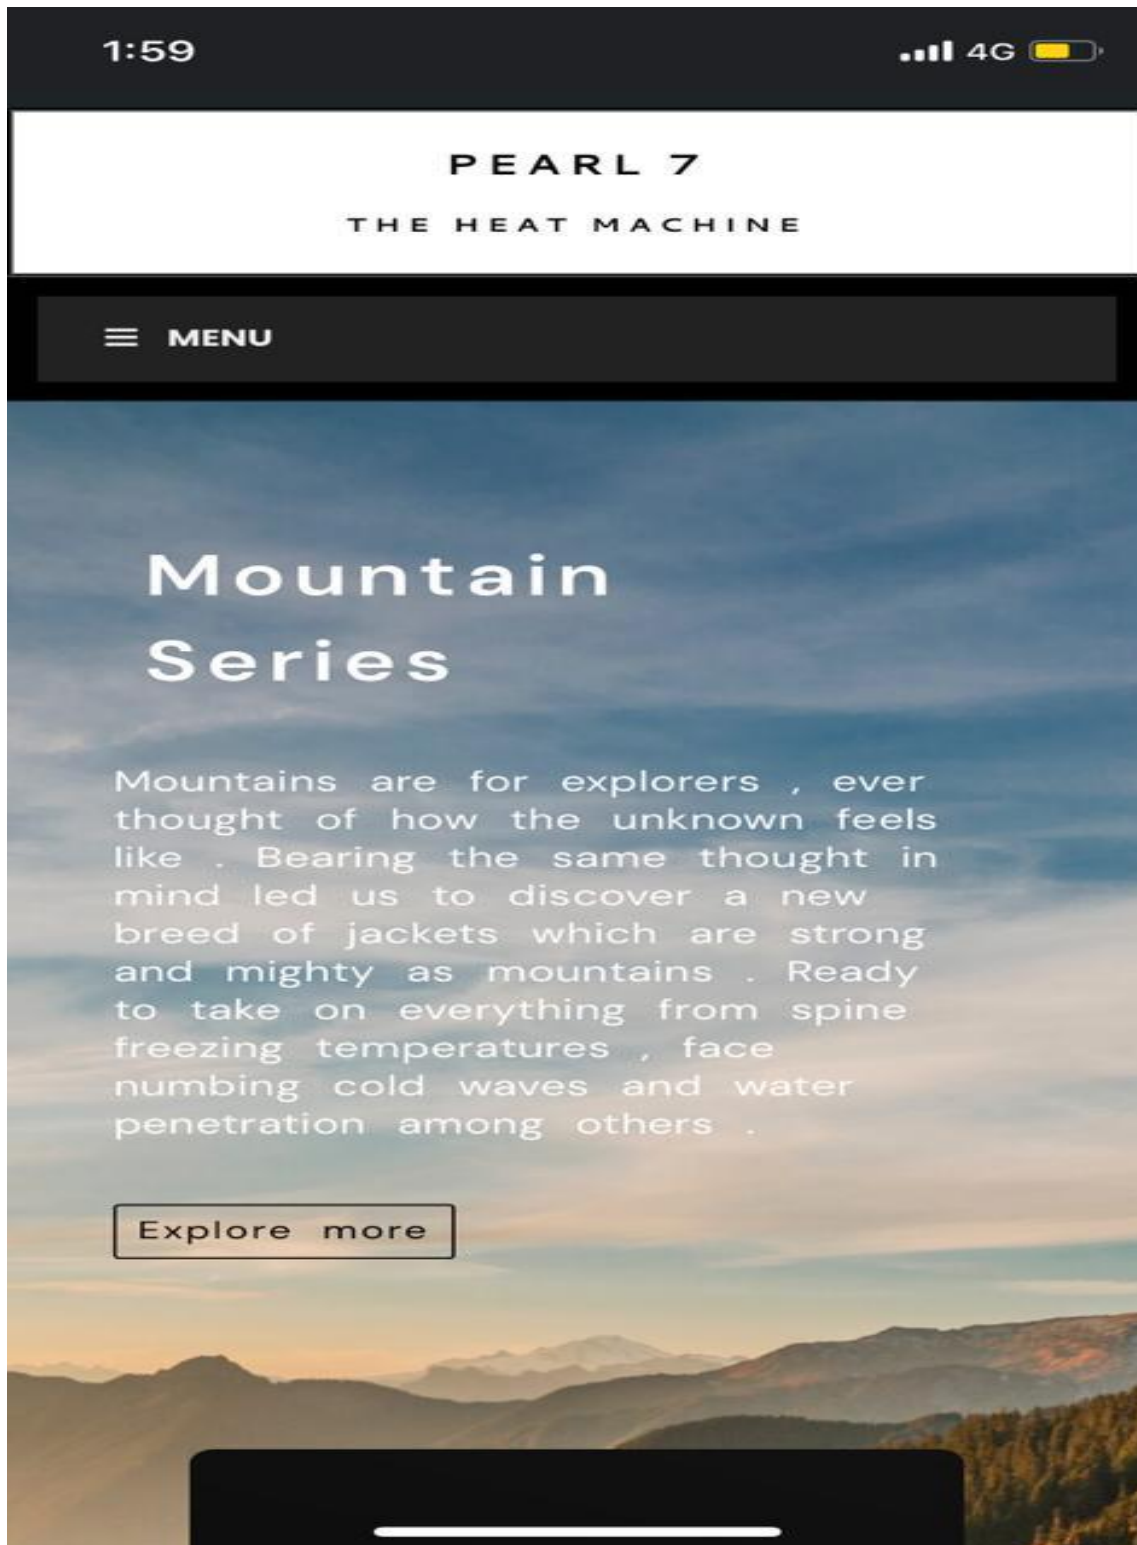 1:59
4G
PEARL 7
THE HEAT MACHINE
MENU
Mountain
Series
Mountains are for explorers , ever
thought of how the unknown feels
like . Bearing the same thought in
mind led us to discover a new
breed of jackets which are strong
and mighty as mountains . Ready
to take on everything from spine
freezing temperatures , face
numbing cold waves and water
penetration among others .
Explore more